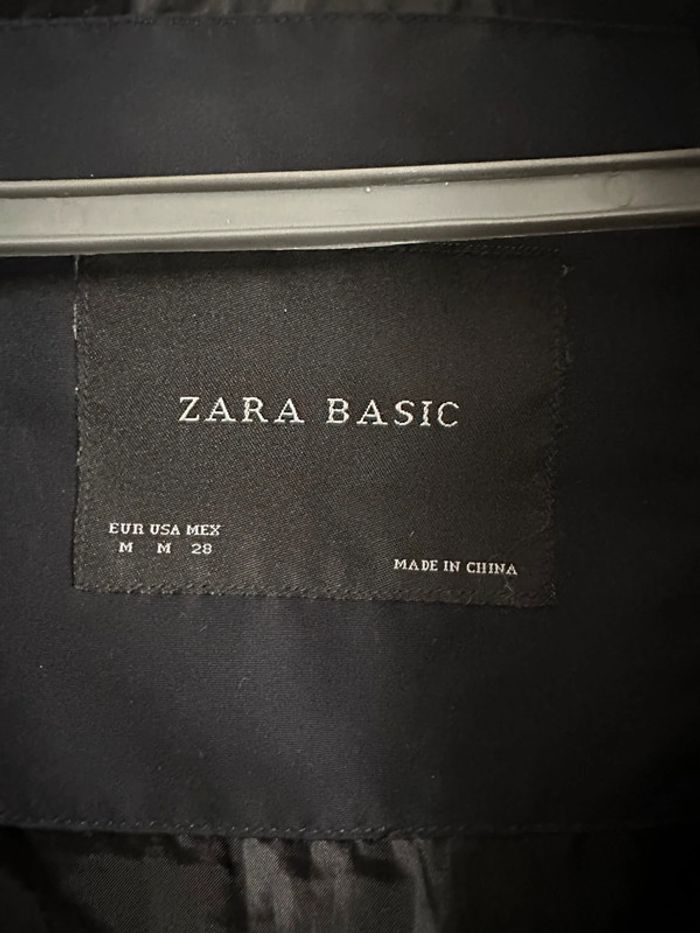 ZARA BASIC
EUR USA MEX
M M 28
MADE IN CHINA